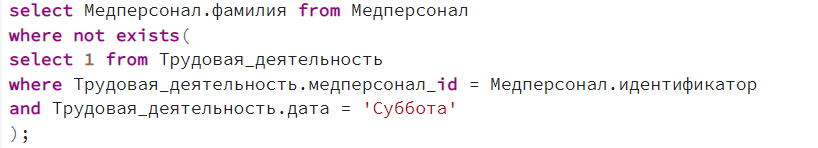 select Медперсонал.фамилия from Медперсонал
where not exists(
select 1 from Трудовая_деятельность
where Трудовая_деятельность.медперсонал_id = Медперсонал.идентификатор
and Трудовая_деятельность.дата = 'Суббота'
);